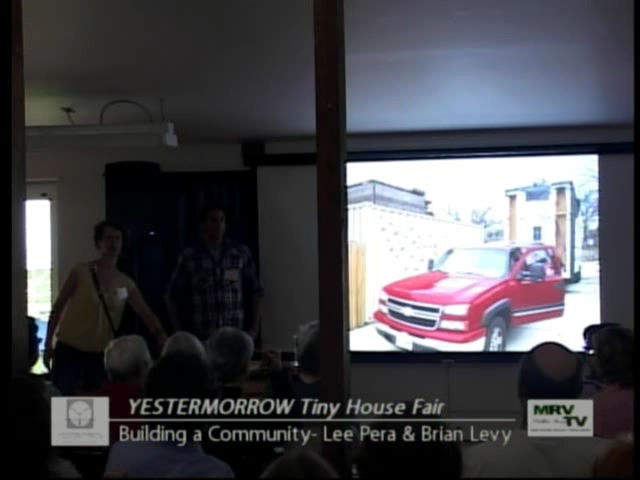 YESTERMORROW Tiny House Fair
Building a Community- Lee Pera & Brian Levy
MRV
TV